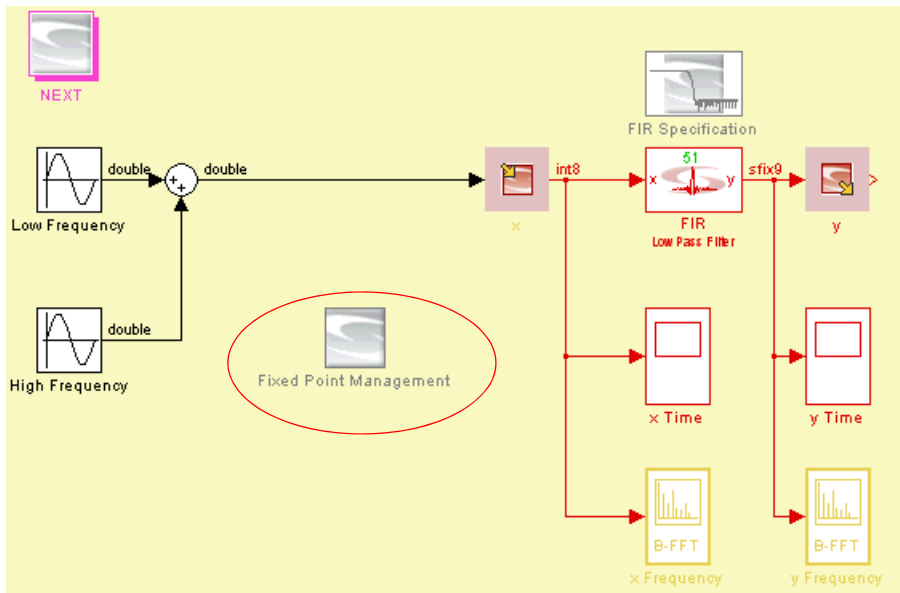 NEXT
FIR Specification
double
double
int8
51
x
y
sfix9
Low Frequency
x
FIR
Low Pass Filter
y
double
High Frequency
Fixed Point Management
x Time
y Time
B-FFT
B-FFT
x Frequency
y Frequency